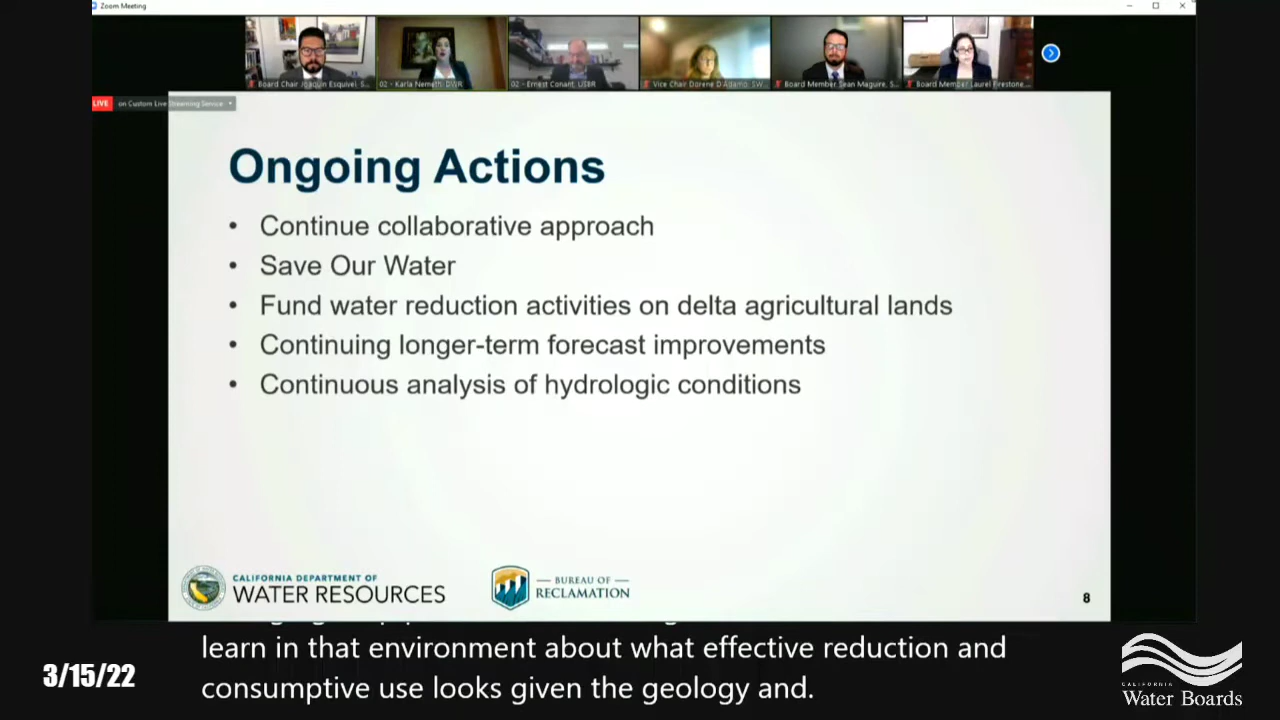 Zoom Meeting
Board Chair Joaquin Esquivel, S...
02 - Karla Nemeth, DWR
02 - Ernest Conant, USBR
Vice Chair Dorene D'Adamo, SW...
Board Member Sean Maguire, S...
Board Member Laurel Firestone,...
LIVE on Custom Live Streaming Service
Ongoing Actions
• Continue collaborative approach
• Save Our Water
• Fund water reduction activities on delta agricultural lands
• Continuing longer-term forecast improvements
• Continuous analysis of hydrologic conditions
CALIFORNIA DEPARTMENT OF
WATER RESOURCES
BUREAU OF
RECLAMATION
8
learn in that environment about what effective reduction and
consumptive use looks given the geology and.
3/15/22
CALIFORNIA
Water Boards